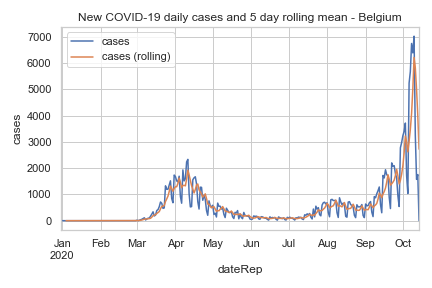 New COVID-19 daily cases and 5 day rolling mean - Belgium
cases
cases (rolling)
7000
6000
5000
4000
3000
2000
1000
0
cases
Jan Feb Mar Apr May Jun Jul Aug Sep Oct
2020
dateRep